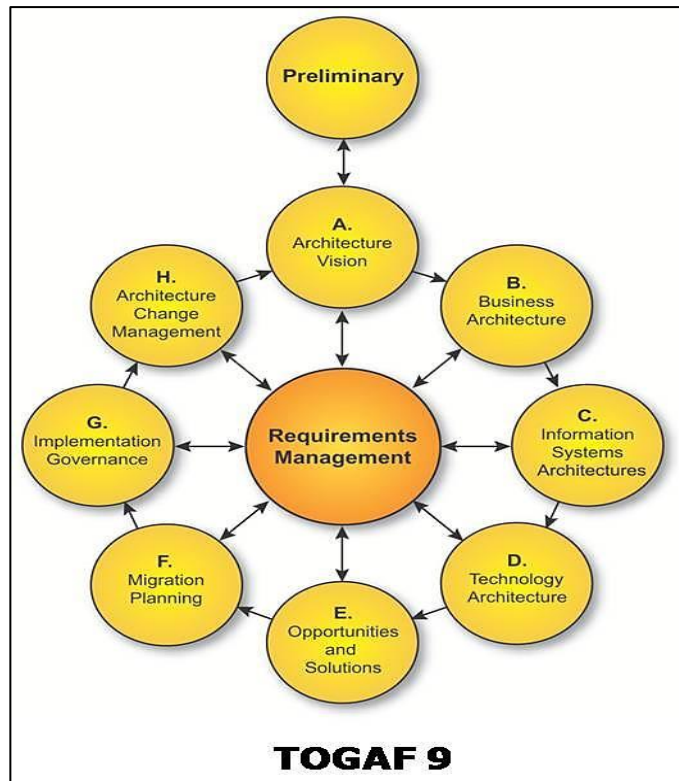 Preliminary
A.
Architecture
Vision
H.
Architecture
Change
Management
B.
Business
Architecture
G.
Implementation
Governance
Requirements
Management
C.
Information
Systems
Architectures
F.
Migration
Planning
D.
Technology
Architecture
E.
Opportunities
and
Solutions
TOGAF 9